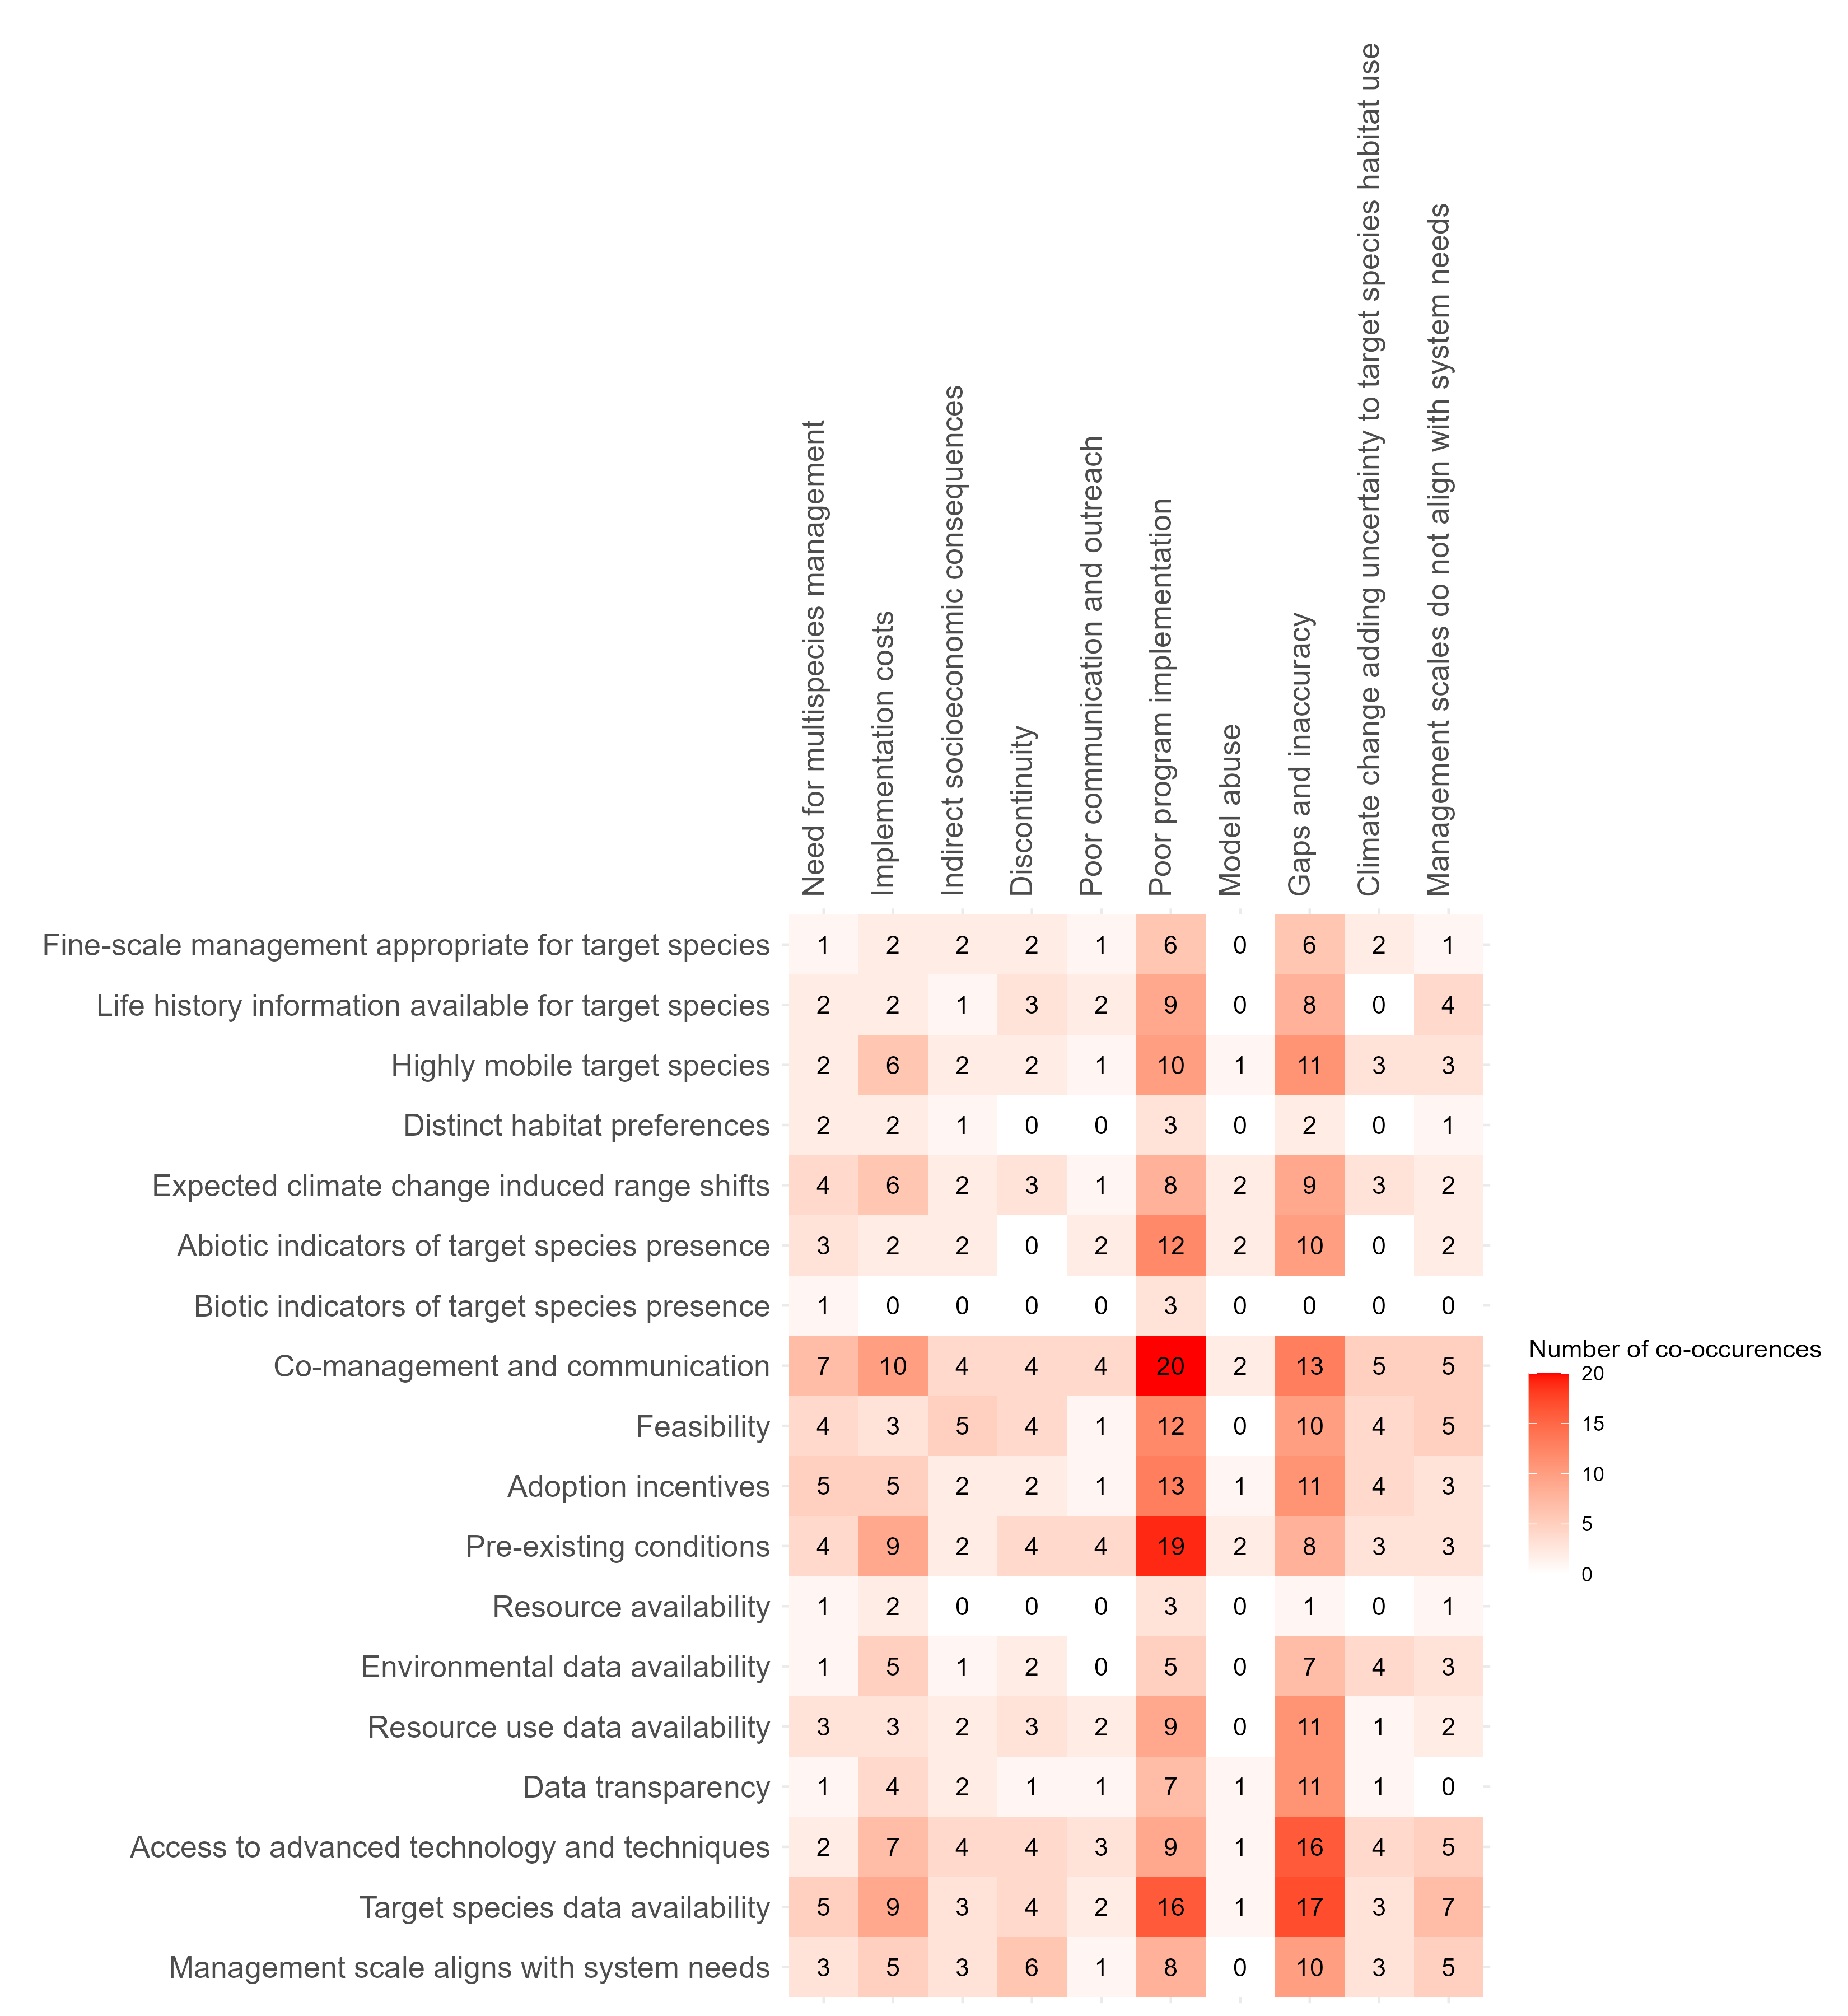 Need for multispecies management
Implementation costs
Indirect socioeconomic consequences
Discontinuity
Poor communication and outreach
Poor program implementation
Model abuse
Gaps and inaccuracy
Climate change adding uncertainty to target species habitat use
Management scales do not align with system needs
Fine-scale management appropriate for target species 1 2 2 2 1 6 0 6 2 1
Life history information available for target species 2 2 1 3 2 9 0 8 0 4
Highly mobile target species 2 6 2 2 1 10 1 11 3 3
Distinct habitat preferences 2 2 1 0 0 3 0 2 0 1
Expected climate change induced range shifts 4 6 2 3 1 8 2 9 3 2
Abiotic indicators of target species presence 3 2 2 0 2 12 2 10 0 2
Biotic indicators of target species presence 1 0 0 0 0 3 0 0 0 0
Co-management and communication 7 10 4 4 4 20 2 13 5 5
Feasibility 4 3 5 4 1 12 0 10 4 5
Adoption incentives 5 5 2 2 1 13 1 11 4 3
Pre-existing conditions 4 9 2 4 4 19 2 8 3 3
Resource availability 1 2 0 0 0 3 0 1 0 1
Environmental data availability 1 5 1 2 0 5 0 7 4 3
Resource use data availability 3 3 2 3 2 9 0 11 1 2
Data transparency 1 4 2 1 1 7 1 11 1 0
Access to advanced technology and techniques 2 7 4 4 3 9 1 16 4 5
Target species data availability 5 9 3 4 2 16 1 17 3 7
Management scale aligns with system needs 3 5 3 6 1 8 0 10 3 5
Number of co-occurences
20
15
10
5
0